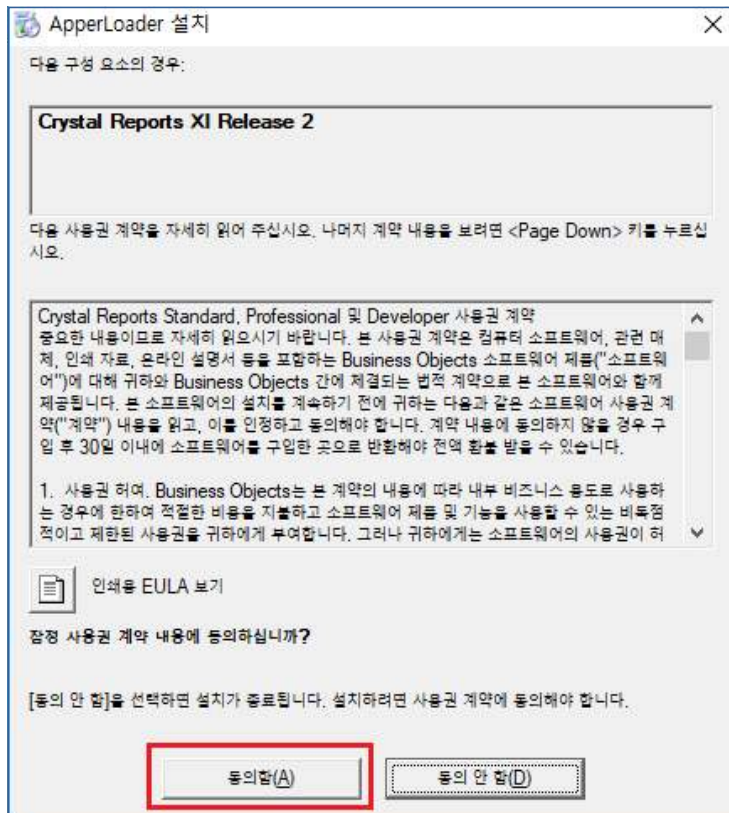 ApperLoader 설치
다음 구성 요소의 경우:
Crystal Reports XI Release 2
다음 사용권 계약을 자세히 읽어 주십시오. 나머지 계약 내용을 보려면 <Page Down> 키를 누르십
시오.
Crystal Reports Standard, Professional 및 Developer 사용권 계약
중요한 내용이므로 자세히 읽으시기 바랍니다. 본 사용권 계약은 컴퓨터 소프트웨어, 관련 매
체, 인쇄 자료, 온라인 설명서 등을 포함하는 Business Objects 소프트웨어 제품("소프트웨
어")에 대해 귀하와 Business Objects 간에 체결되는 법적 계약으로 본 소프트웨어와 함께
제공됩니다. 본 소프트웨어의 설치를 계속하기 전에 귀하는 다음과 같은 소프트웨어 사용권 계
약("계약") 내용을 읽고, 이를 인정하고 동의해야 합니다. 계약 내용에 동의하지 않을 경우 구
입 후 30일 이내에 소프트웨어를 구입한 곳으로 반환해야 전액 환불 받을 수 있습니다.
1. 사용권 허여. Business Objects는 본 계약의 내용에 따라 내부 비즈니스 용도로 사용하
는 경우에 한하여 적절한 비용을 지불하고 소프트웨어 제품 및 기능을 사용할 수 있는 비독점
적이고 제한된 사용권을 귀하에게 부여합니다. 그러나 귀하에게는 소프트웨어의 사용권이 허
인쇄용 EULA 보기
잠정 사용권 계약 내용에 동의하십니까?
[동의 안 함]을 선택하면 설치가 종료됩니다. 설치하려면 사용권 계약에 동의해야 합니다.
동의함(A)
동의 안 함(D)